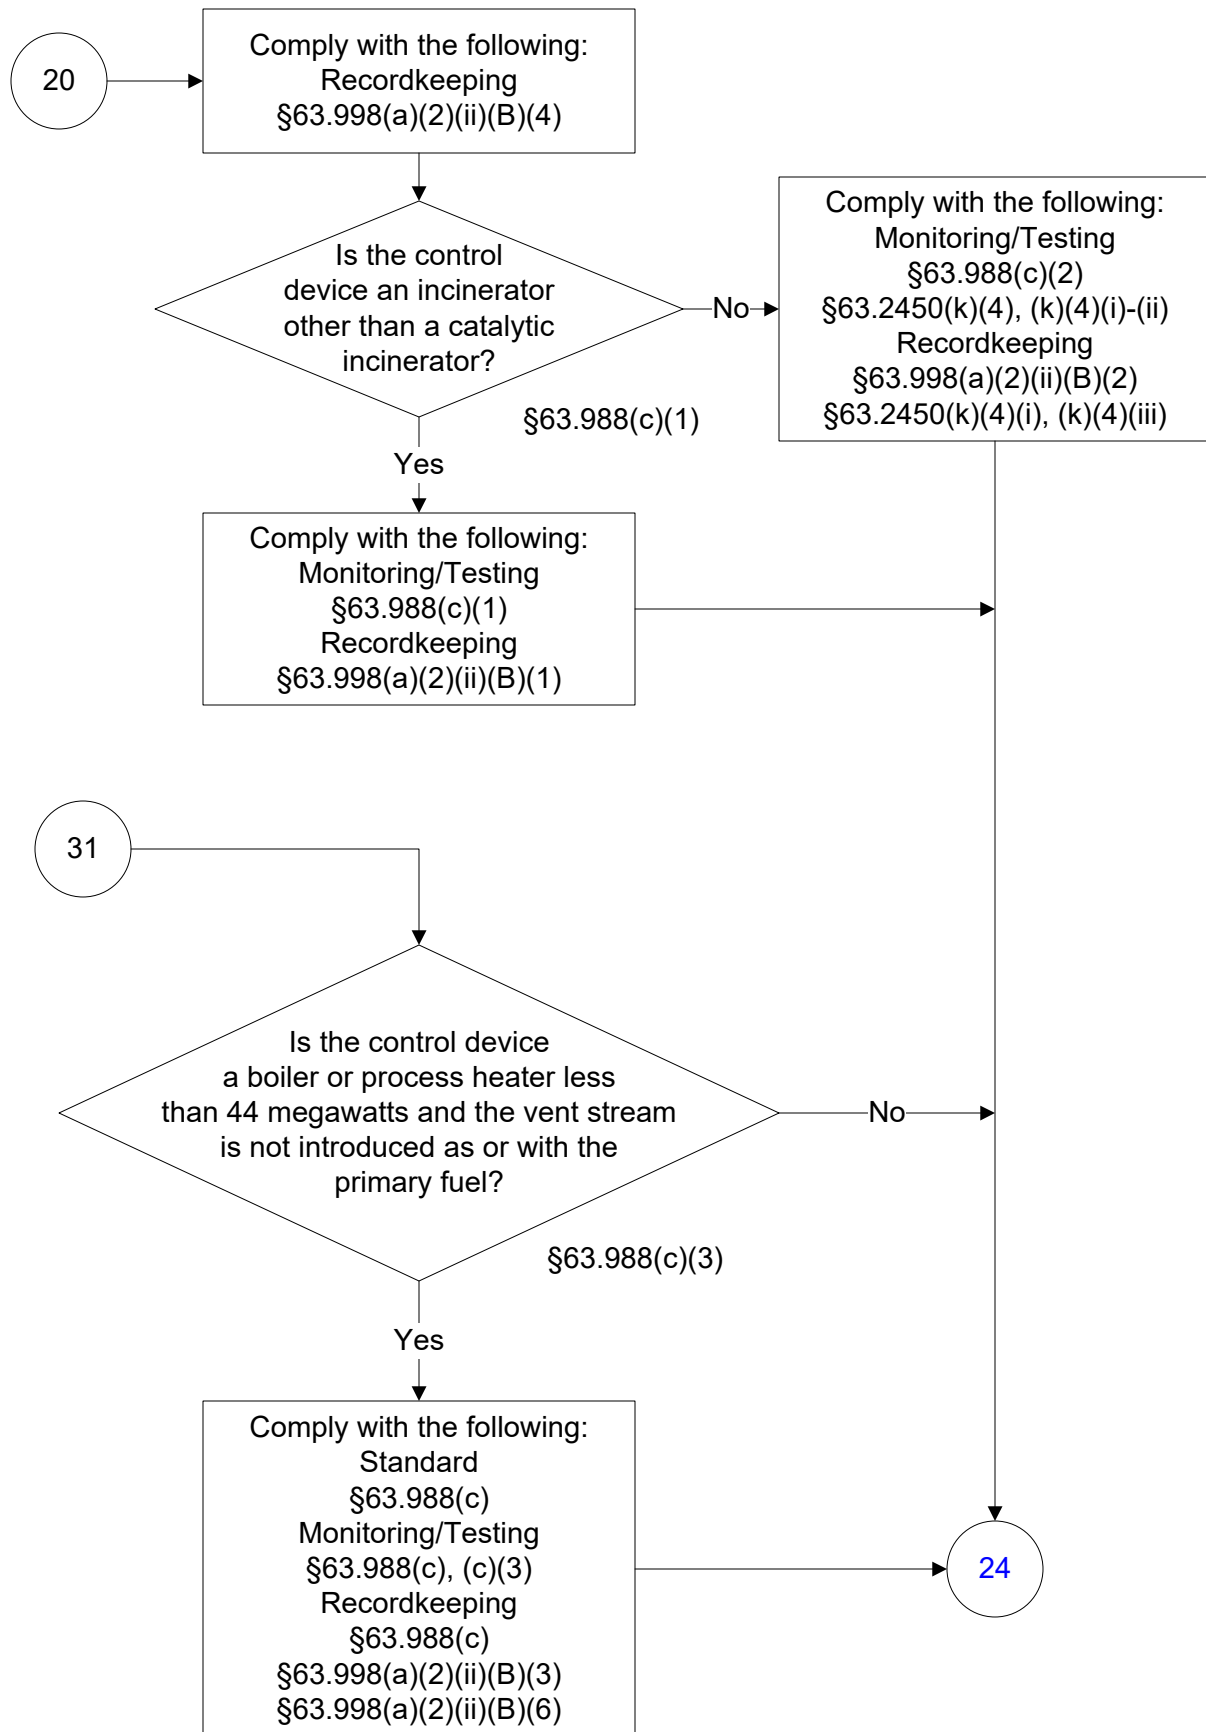 20
Comply with the following:
Recordkeeping
§63.998(a)(2)(ii)(B)(4)
Is the control
device an incinerator
other than a catalytic
incinerator?
No
§63.988(c)(1)
Yes
Comply with the following:
Monitoring/Testing
§63.988(c)(2)
§63.2450(k)(4), (k)(4)(i)-(ii)
Recordkeeping
§63.998(a)(2)(ii)(B)(2)
§63.2450(k)(4)(i), (k)(4)(iii)
Comply with the following:
Monitoring/Testing
§63.988(c)(1)
Recordkeeping
§63.998(a)(2)(ii)(B)(1)
31
Is the control device
a boiler or process heater less
than 44 megawatts and the vent stream
is not introduced as or with the
primary fuel?
No
§63.988(c)(3)
Yes
Comply with the following:
Standard
§63.988(c)
Monitoring/Testing
§63.988(c), (c)(3)
Recordkeeping
§63.988(c)
§63.998(a)(2)(ii)(B)(3)
§63.998(a)(2)(ii)(B)(6)
24